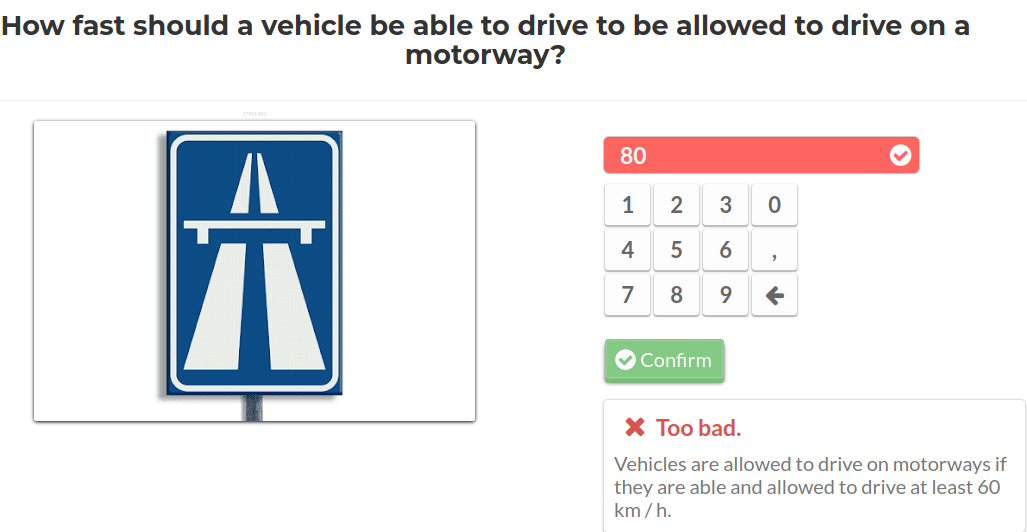 How fast should a vehicle be able to drive to be allowed to drive on a
motorway?
80
1 2 3 0
4 5 6 ,
7 8 9
Confirm
Too bad.
Vehicles are allowed to drive on motorways if
they are able and allowed to drive at least 60
km / h.